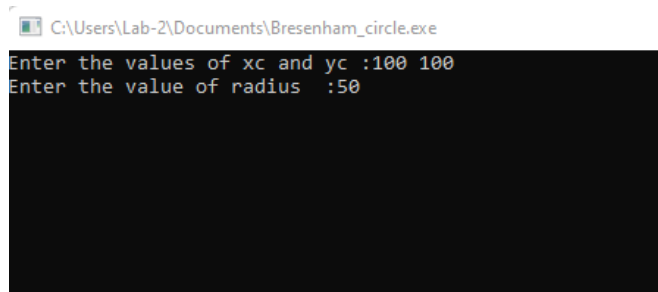 C:\Users\Lab-2\Documents\Bresenham_circle.exe
Enter the values of xc and yc :100 100
Enter the value of radius  :50